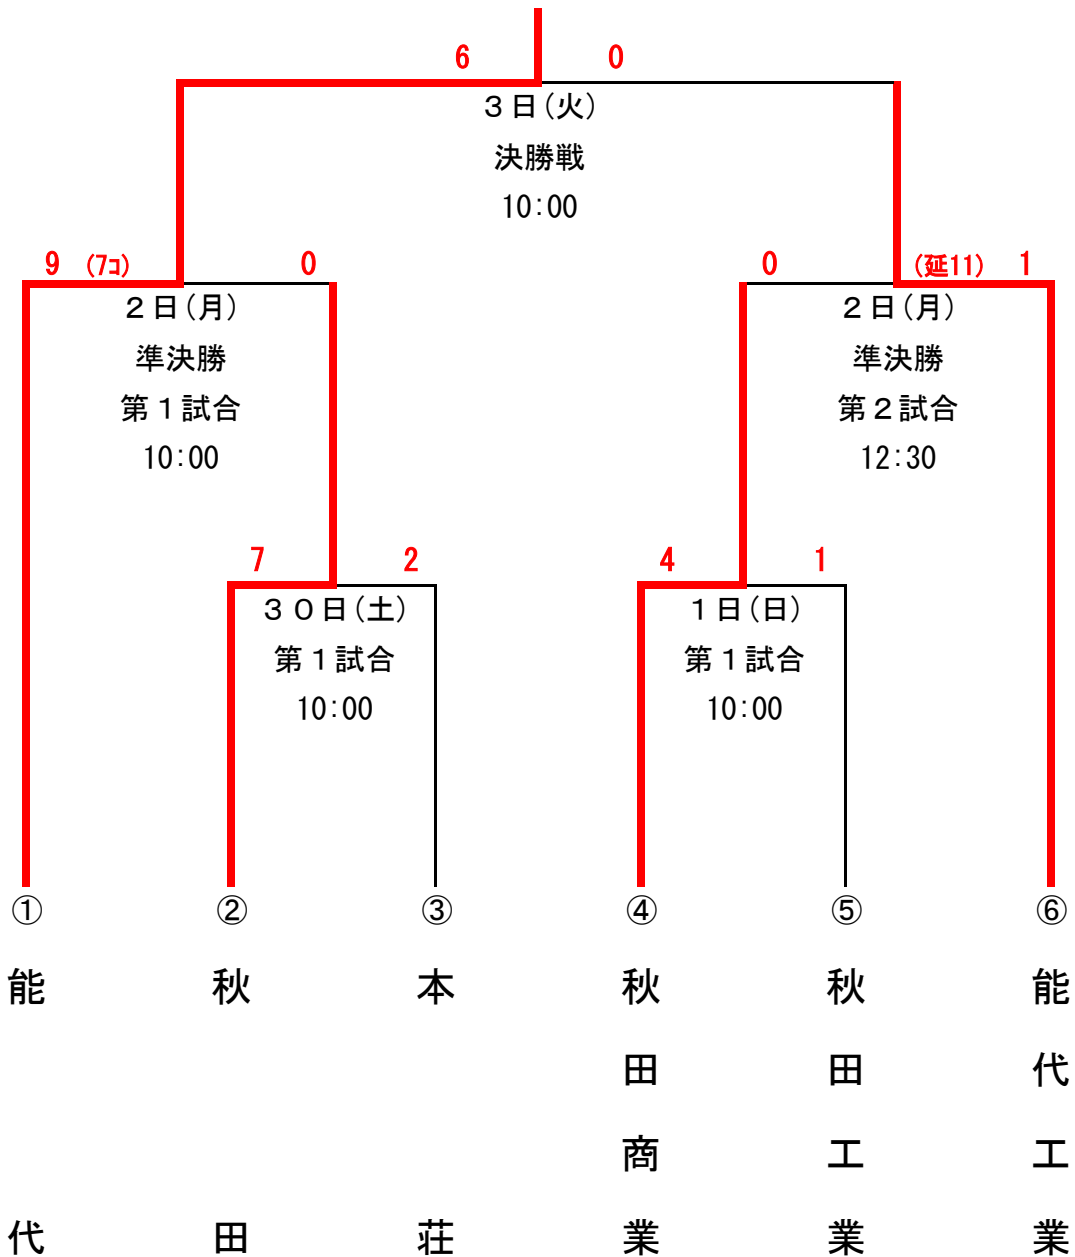 6 0
3日(火)
決勝戦
10:00
9 (7コ) 0
0 (延11) 1
2日(月)
準決勝
第1試合
10:00
2日(月)
準決勝
第2試合
12:30
7 2
4 1
30日(土)
第1試合
10:00
1日(日)
第1試合
10:00
① ② ③ ④ ⑤ ⑥
能代
秋田
本荘
秋田商業
秋田工業
能代工業